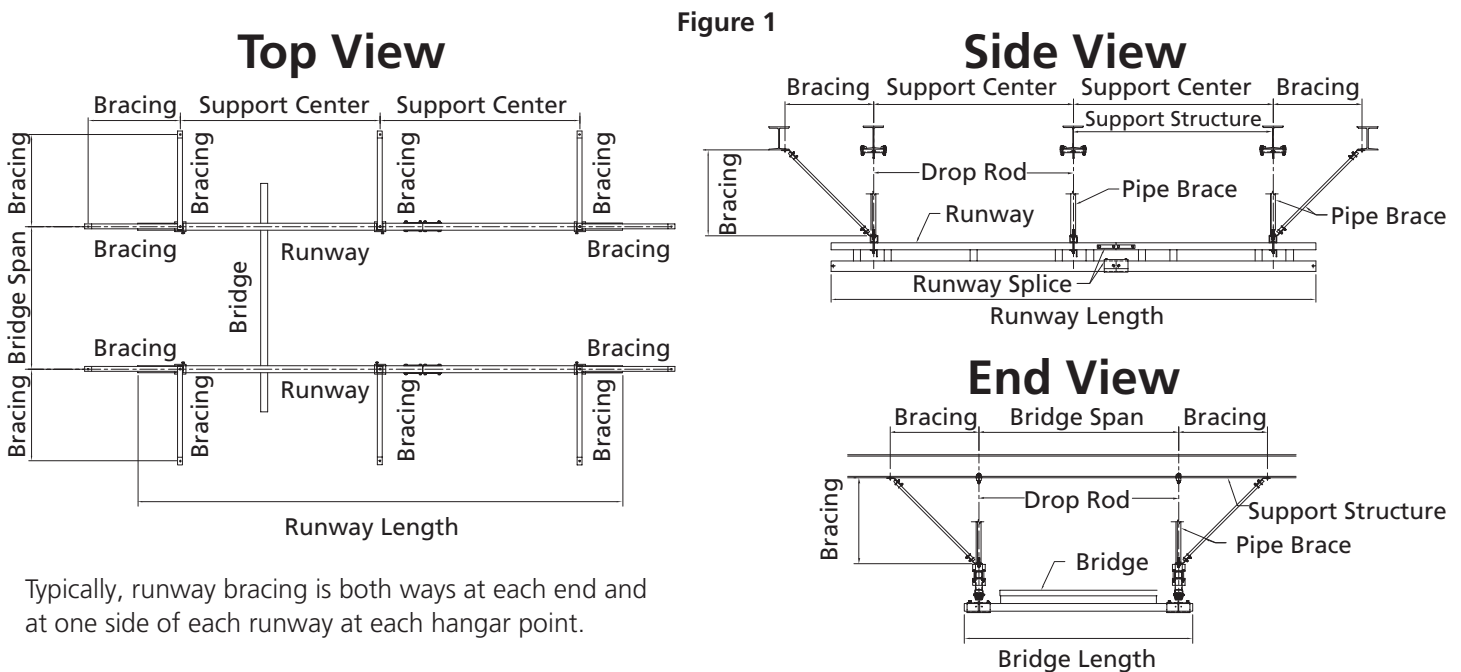 Figure 1
Top View
Bracing
Support Center
Support Center
Bracing
Bracing
Bracing
Bracing
Bracing
Runway
Bracing
Bridge Span
Bridge
Bracing
Bracing
Runway
Bracing
Bracing
Bracing
Bracing
Runway Length
Typically, runway bracing is both ways at each end and
at one side of each runway at each hangar point.
Side View
Bracing
Support Center
Support Center
Bracing
Support Structure
Bracing
Drop Rod
Pipe Brace
Runway
Pipe Brace
Runway Splice
Runway Length
End View
Bracing
Bridge Span
Bracing
Bracing
Drop Rod
Support Structure
Pipe Brace
Bridge
Bridge Length